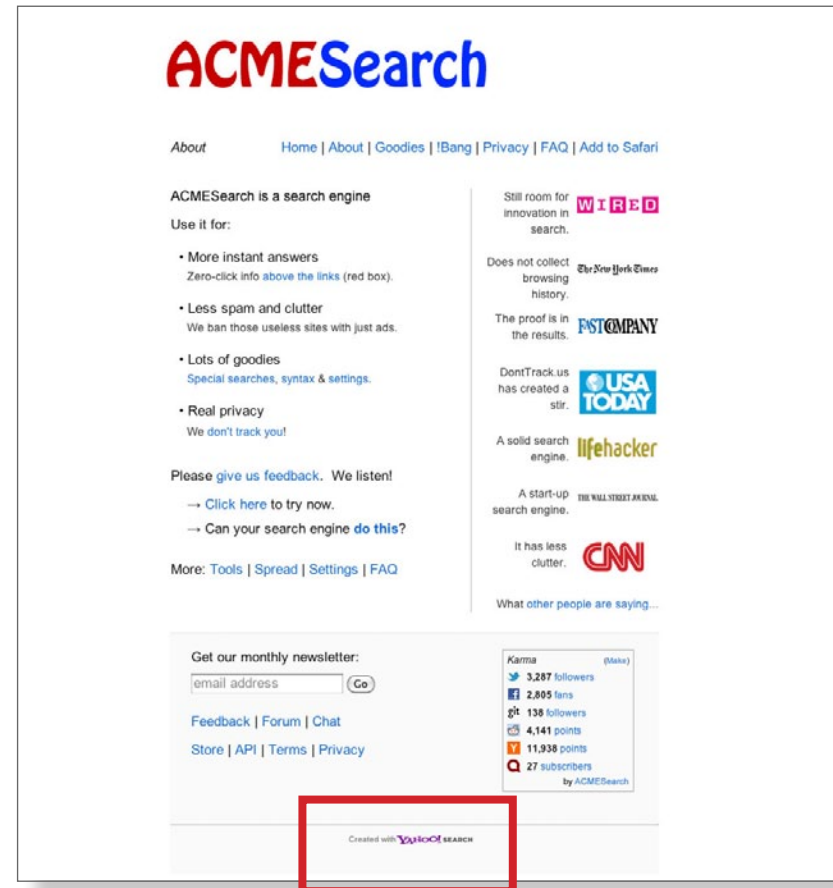 ACMESearch
About
Home | About | Goodies | !Bang | Privacy | FAQ | Add to Safari
ACMESearch is a search engine
Use it for:
• More instant answers
Zero-click info above the links (red box).
• Less spam and clutter
We ban those useless sites with just ads.
• Lots of goodies
Special searches, syntax & settings.
• Real privacy
We don't track you!
Please give us feedback. We listen!
→ Click here to try now.
→ Can your search engine do this?
More: Tools | Spread | Settings | FAQ
Still room for
innovation in
search.
WIRED
Does not collect
browsing
history.
The New York Times
The proof is in
the results.
FAST COMPANY
DontTrack.us
has created a
stir.
USA
TODAY
A solid search
engine.
lifehacker
A start-up
search engine.
THE WALL STREET JOURNAL
It has less
clutter.
CNN
What other people are saying...
Get our monthly newsletter:
email address
Go
Feedback | Forum | Chat
Store | API | Terms | Privacy
Karma (Make)
3,287 followers
f 2,805 fans
git 138 followers
4,141 points
Y 11,938 points
27 subscribers
by ACMESearch
Created with YAHOO! SEARCH